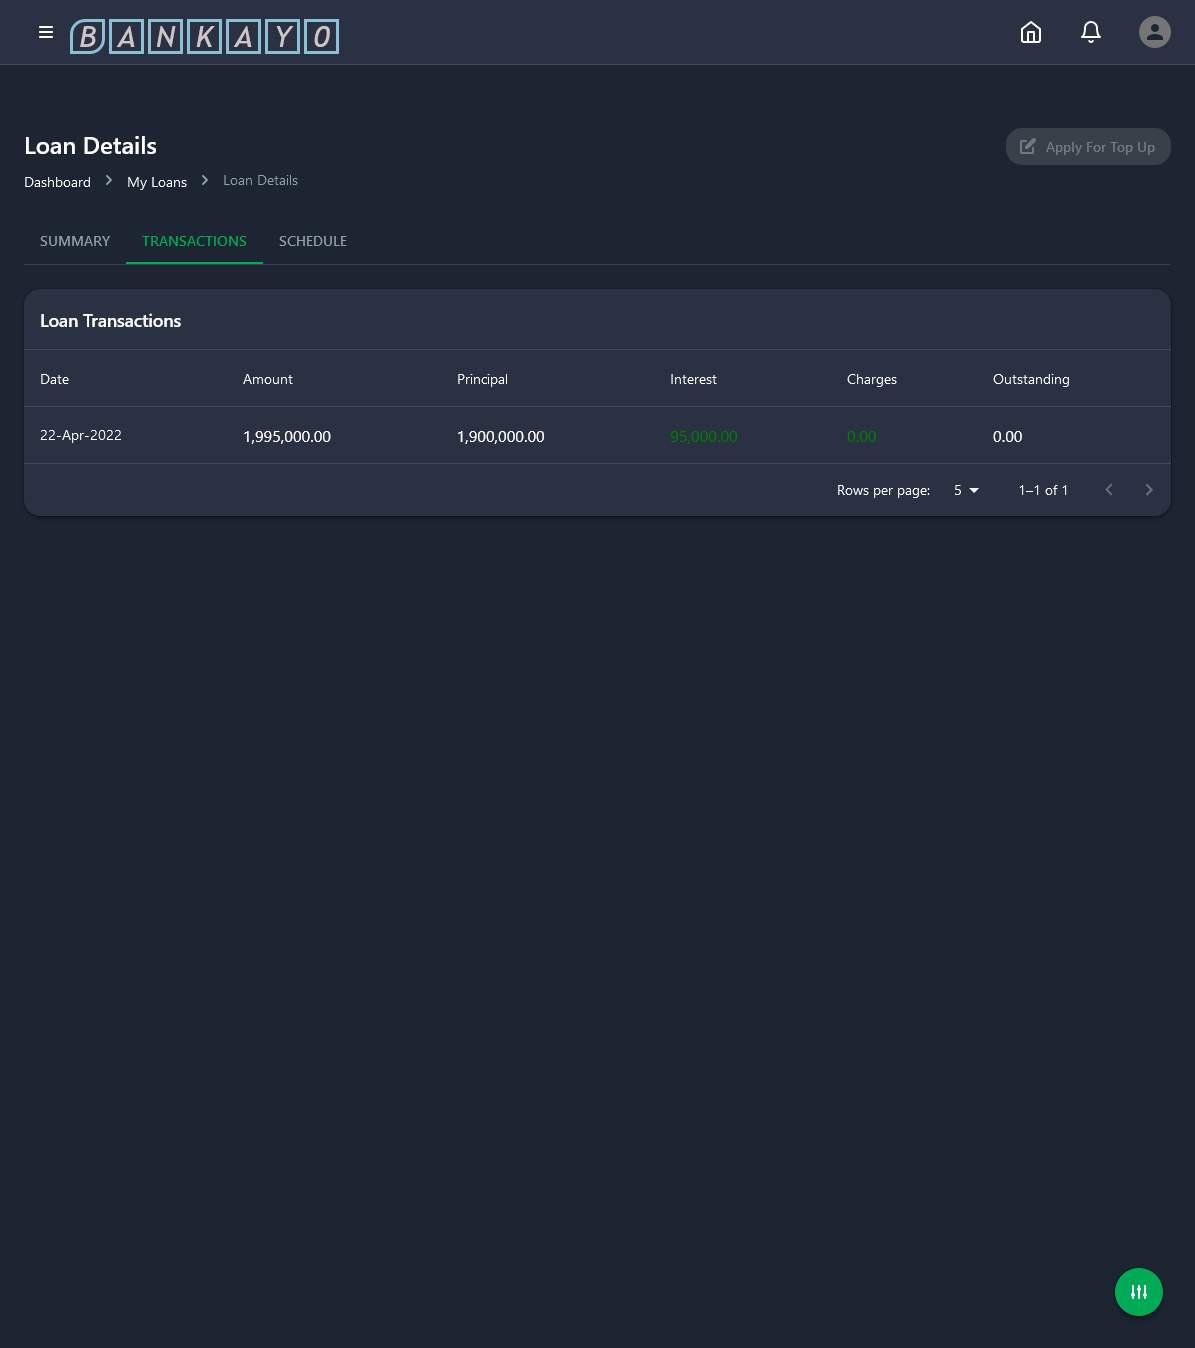 BANKAYO
Loan Details
Apply For Top Up
Dashboard My Loans Loan Details
SUMMARY TRANSACTIONS SCHEDULE
Loan Transactions
Date Amount Principal Interest Charges Outstanding
22-Apr-2022 1,995,000.00 1,900,000.00 95,000.00 0.00 0.00
Rows per page: 5 1–1 of 1